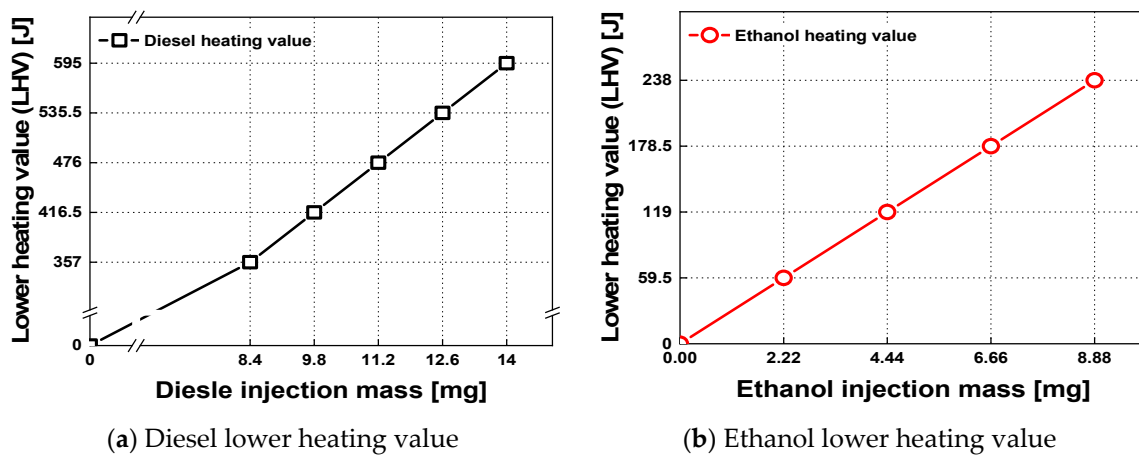 Lower heating value (LHV) [J]
Diesel heating value
595
535.5
476
416.5
357
0
0 8.4 9.8 11.2 12.6 14
Diesle injection mass [mg]
(a) Diesel lower heating value
Lower heating value (LHV) [J]
Ethanol heating value
238
178.5
119
59.5
0
0.00 2.22 4.44 6.66 8.88
Ethanol injection mass [mg]
(b) Ethanol lower heating value